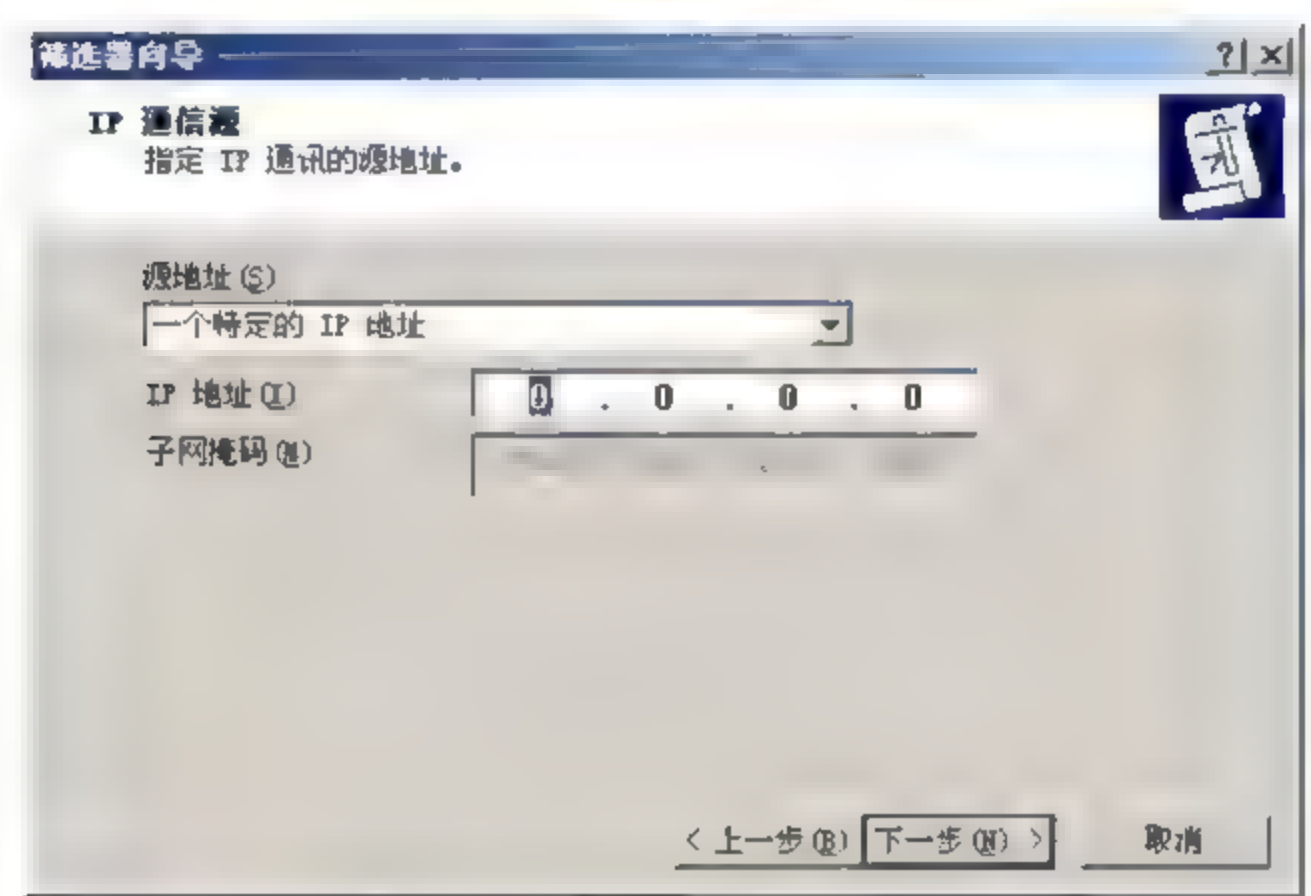 筛选器向导
IP 通信源
指定 IP 通讯的源地址。
源地址(S)
一个特定的 IP 地址
IP 地址(I)
0 . 0 . 0 . 0
子网掩码(M)
< 上一步(B) 下一步(N) > 取消